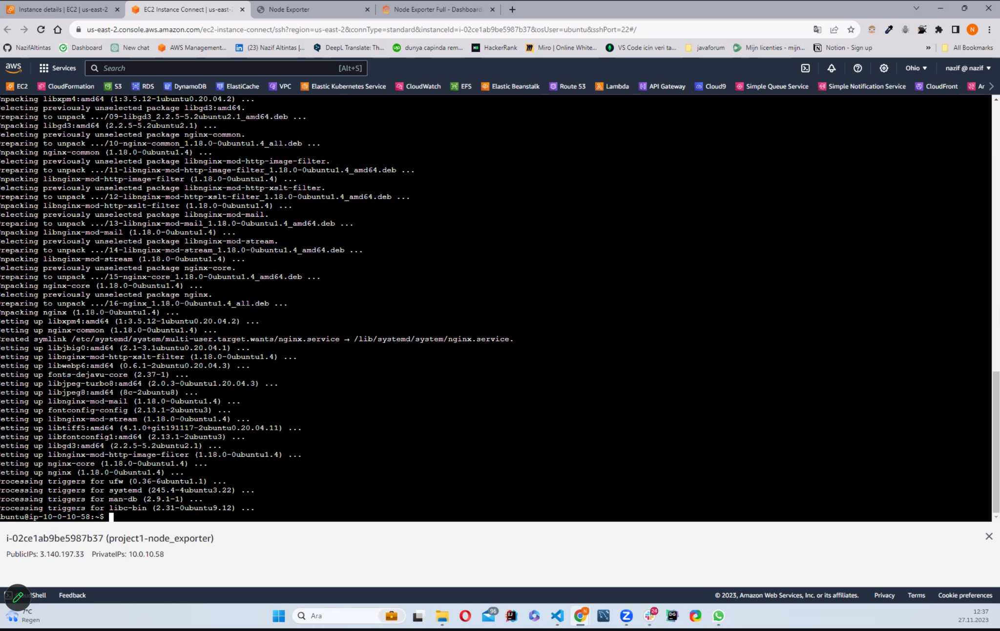 Instance details | EC2 | us-east-2
EC2 Instance Connect | us-east-2
Node Exporter
Node Exporter Full - Dashboard
us-east-2.console.aws.amazon.com/ec2-instance-connect/ssh?region=us-east-2&connType=standard&instanceId=i-02ce1ab9be5987b37&osUser=ubuntu&sshPort=22#/
N
NazifAltintas
Dashboard
New chat
AWS Management...
(23) Nazif Altintas |...
DeepL Translate: Th...
dunya capinda rem...
HackerRank
Miro | Online White...
VS Code icin veri ta...
javaforum
Mijn licenties - mijn...
Notion - Sign up
»
All Bookmarks
aws
Services
Search
[Alt+S]
Ohio
nazif @ nazif
EC2
CloudFormation
S3
RDS
DynamoDB
ElastiCache
VPC
Elastic Kubernetes Service
CloudWatch
EFS
Elastic Beanstalk
Route 53
Lambda
API Gateway
Cloud9
Simple Queue Service
Simple Notification Service
CloudFront
Ar
npacking libxpm4:amd64 (1:3.5.12-1ubuntu0.20.04.2) ...
electing previously unselected package libgd3:amd64.
reparing to unpack .../09-libgd3_2.2.5-5.2ubuntu2.1_amd64.deb ...
npacking libgd3:amd64 (2.2.5-5.2ubuntu2.1) ...
electing previously unselected package nginx-common.
reparing to unpack .../10-nginx-common_1.18.0-0ubuntu1.4_all.deb ...
npacking nginx-common (1.18.0-0ubuntu1.4) ...
electing previously unselected package libnginx-mod-http-image-filter.
reparing to unpack .../11-libnginx-mod-http-image-filter_1.18.0-0ubuntu1.4_amd64.deb ...
npacking libnginx-mod-http-image-filter (1.18.0-0ubuntu1.4) ...
electing previously unselected package libnginx-mod-http-xslt-filter.
reparing to unpack .../12-libnginx-mod-http-xslt-filter_1.18.0-0ubuntu1.4_amd64.deb ...
npacking libnginx-mod-http-xslt-filter (1.18.0-0ubuntu1.4) ...
electing previously unselected package libnginx-mod-mail.
reparing to unpack .../13-libnginx-mod-mail_1.18.0-0ubuntu1.4_amd64.deb ...
npacking libnginx-mod-mail (1.18.0-0ubuntu1.4) ...
electing previously unselected package libnginx-mod-stream.
reparing to unpack .../14-libnginx-mod-stream_1.18.0-0ubuntu1.4_amd64.deb ...
npacking libnginx-mod-stream (1.18.0-0ubuntu1.4) ...
electing previously unselected package nginx-core.
reparing to unpack .../15-nginx-core_1.18.0-0ubuntu1.4_amd64.deb ...
npacking nginx-core (1.18.0-0ubuntu1.4) ...
electing previously unselected package nginx.
reparing to unpack .../16-nginx_1.18.0-0ubuntu1.4_all.deb ...
npacking nginx (1.18.0-0ubuntu1.4) ...
etting up libxpm4:amd64 (1:3.5.12-1ubuntu0.20.04.2) ...
etting up nginx-common (1.18.0-0ubuntu1.4) ...
reated symlink /etc/systemd/system/multi-user.target.wants/nginx.service → /lib/systemd/system/nginx.service.
etting up libjbig0:amd64 (2.1-3.1ubuntu0.20.04.1) ...
etting up libnginx-mod-http-xslt-filter (1.18.0-0ubuntu1.4) ...
etting up libwebp6:amd64 (0.6.1-2ubuntu0.20.04.3) ...
etting up fonts-dejavu-core (2.37-1) ...
etting up libjpeg-turbo8:amd64 (2.0.3-0ubuntu1.20.04.3) ...
etting up libjpeg8:amd64 (8c-2ubuntu8) ...
etting up libnginx-mod-mail (1.18.0-0ubuntu1.4) ...
etting up fontconfig-config (2.13.1-2ubuntu3) ...
etting up libnginx-mod-stream (1.18.0-0ubuntu1.4) ...
etting up libtiff5:amd64 (4.1.0+git191117-2ubuntu0.20.04.11) ...
etting up libfontconfig1:amd64 (2.13.1-2ubuntu3) ...
etting up libgd3:amd64 (2.2.5-5.2ubuntu2.1) ...
etting up libnginx-mod-http-image-filter (1.18.0-0ubuntu1.4) ...
etting up nginx-core (1.18.0-0ubuntu1.4) ...
etting up nginx (1.18.0-0ubuntu1.4) ...
rocessing triggers for ufw (0.36-6ubuntu1.1) ...
rocessing triggers for systemd (245.4-4ubuntu3.22) ...
rocessing triggers for man-db (2.9.1-1) ...
rocessing triggers for libc-bin (2.31-0ubuntu9.12) ...
buntu@ip-10-0-10-58:~$
i-02ce1ab9be5987b37 (project1-node_exporter)
PublicIPs: 3.140.197.33 PrivateIPs: 10.0.10.58
Shell
Feedback
© 2023, Amazon Web Services, Inc. or its affiliates.
Privacy
Terms
Cookie preferences
7°C
Regen
Ara
96
24
12:37
27.11.2023